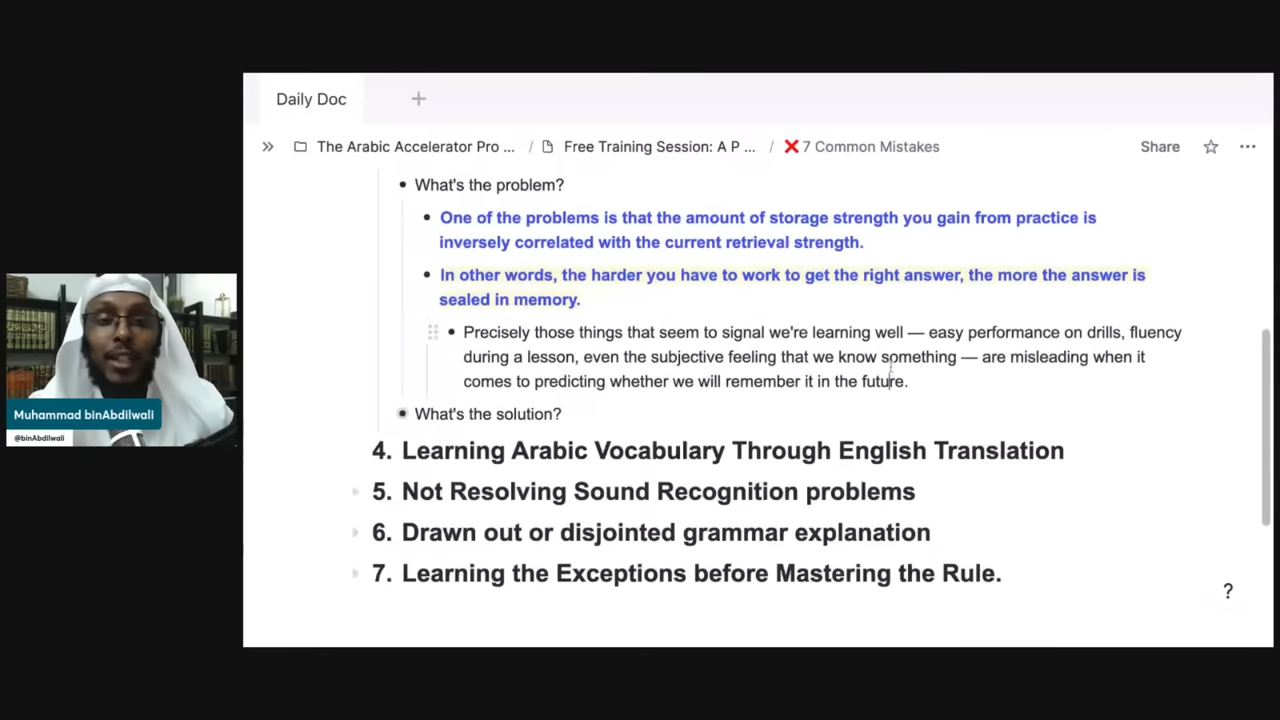 Daily Doc
+
» The Arabic Accelerator Pro ... / Free Training Session: A P ... / ❌ 7 Common Mistakes Share ☆ ...
• What's the problem?
• One of the problems is that the amount of storage strength you gain from practice is
inversely correlated with the current retrieval strength.
• In other words, the harder you have to work to get the right answer, the more the answer is
sealed in memory.
• Precisely those things that seem to signal we're learning well — easy performance on drills, fluency
during a lesson, even the subjective feeling that we know something — are misleading when it
comes to predicting whether we will remember it in the future.
• What's the solution?
4. Learning Arabic Vocabulary Through English Translation
5. Not Resolving Sound Recognition problems
6. Drawn out or disjointed grammar explanation
7. Learning the Exceptions before Mastering the Rule.
?
Muhammad binAbdilwali
@binAbdilwali